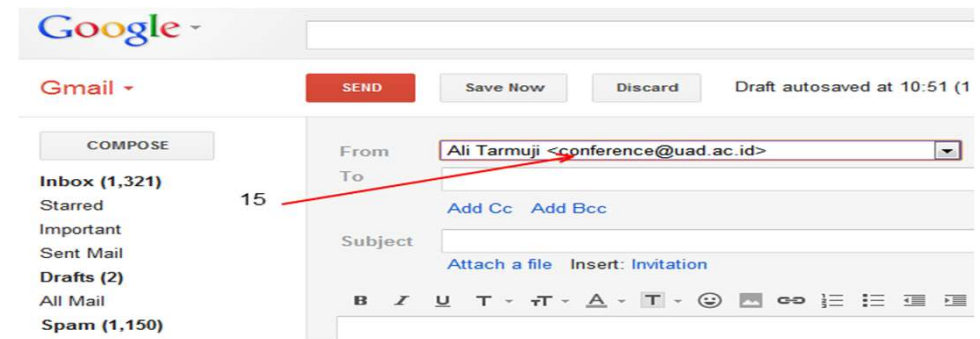 Google
Gmail
SEND Save Now Discard Draft autosaved at 10:51 (1
COMPOSE
From Ali Tarmuji <conference@uad.ac.id>
To
Inbox (1,321)
15
Starred
Add Cc Add Bcc
Important
Subject
Sent Mail
Attach a file Insert: Invitation
Drafts (2)
All Mail
B I U T T A T
Spam (1,150)